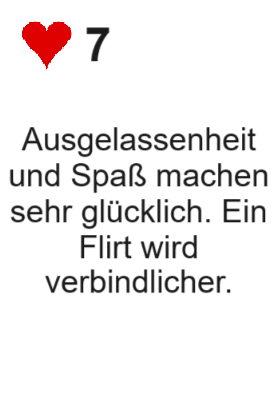 7
Ausgelassenheit
und Spaß machen
sehr glücklich. Ein
Flirt wird
verbindlicher.